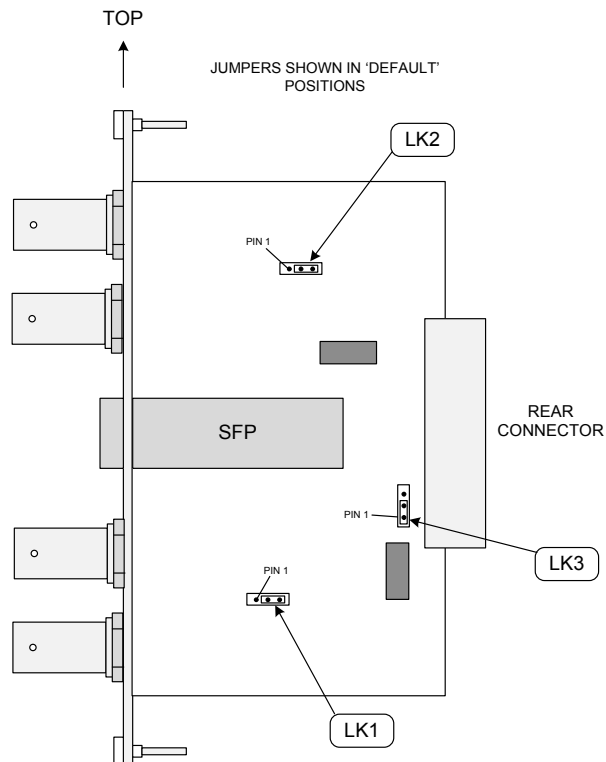 TOP
JUMPERS SHOWN IN 'DEFAULT'
POSITIONS
LK2
PIN 1
SFP
REAR
CONNECTOR
PIN 1
LK3
PIN 1
LK1